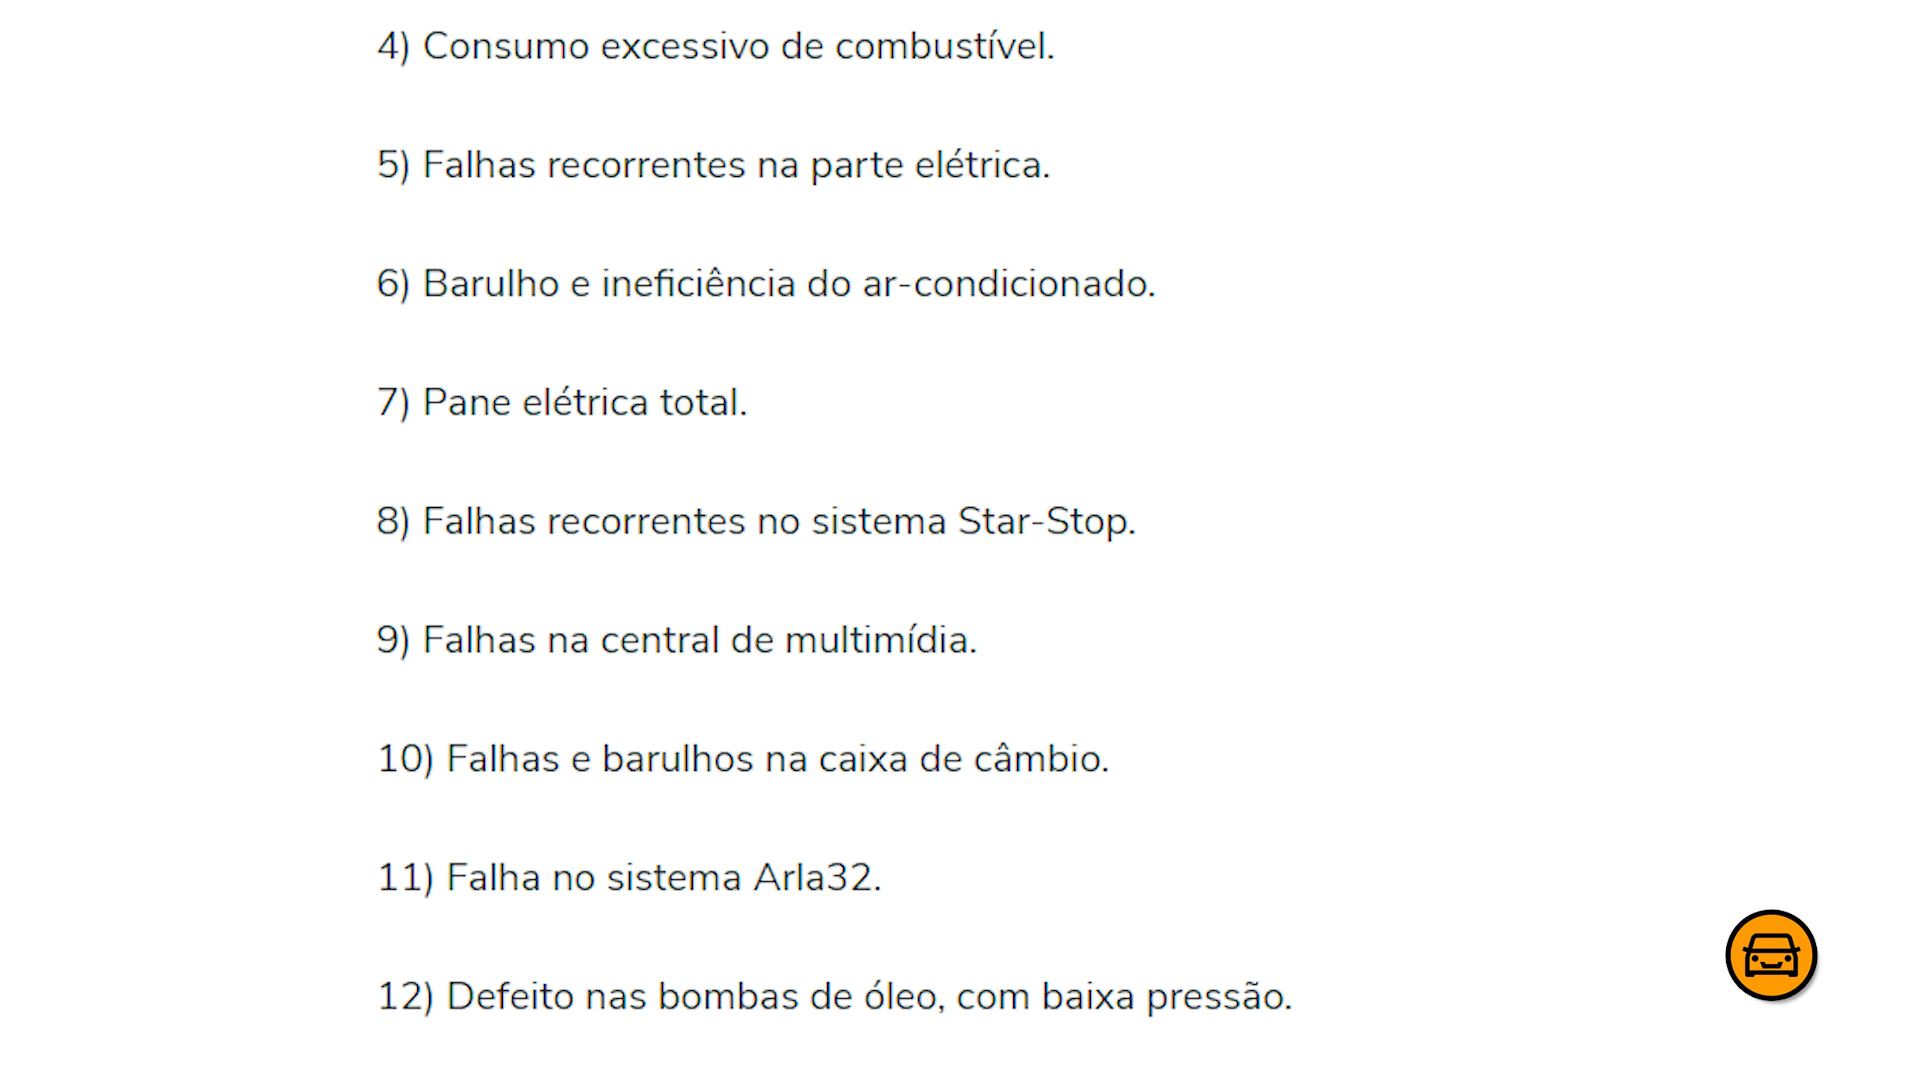 4) Consumo excessivo de combustível.
5) Falhas recorrentes na parte elétrica.
6) Barulho e ineficiência do ar-condicionado.
7) Pane elétrica total.
8) Falhas recorrentes no sistema Star-Stop.
9) Falhas na central de multimídia.
10) Falhas e barulhos na caixa de câmbio.
11) Falha no sistema Arla32.
12) Defeito nas bombas de óleo, com baixa pressão.